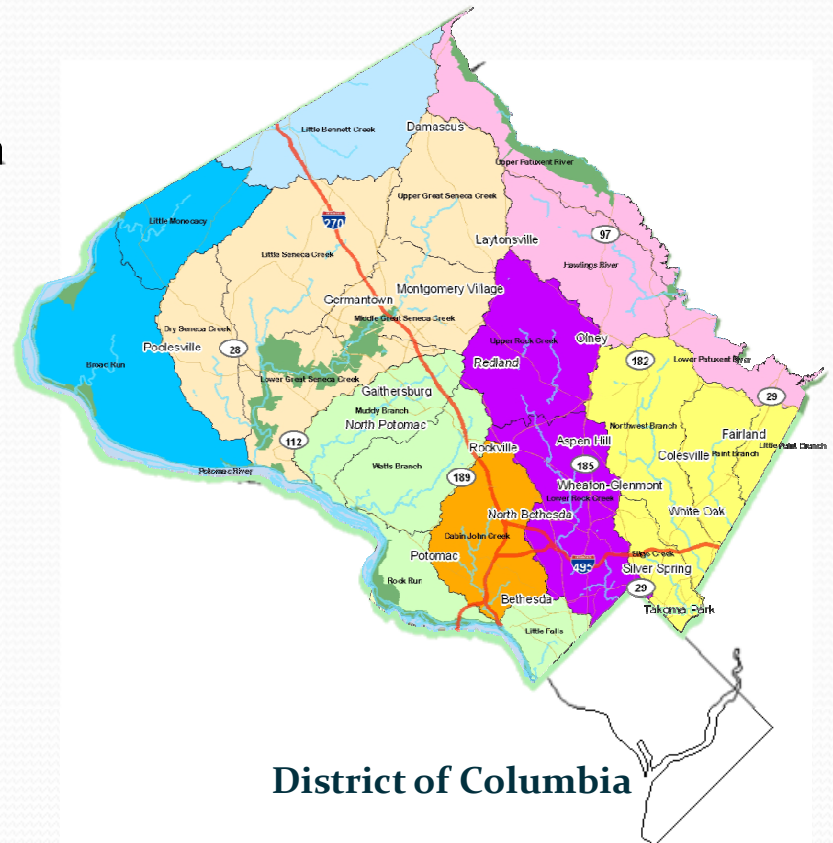 a
Little Bennett Creek
Damascus
Upper Patuxent River
Upper Great Seneca Creek
Little Monocacy
270
97
Laytonsville
Little Seneca Creek
Hawlings River
Montgomery Village
Germantown
Middle Great Seneca Creek
Dry Seneca Creek
Olney
Upper Rock Creek
Poolesville
28
182
Lower Patuxent River
Broad Run
Redland
Lower Great Seneca Creek
Gaithersburg
29
Muddy Branch
North Potomac
Northwest Branch
Fairland
112
Aspen Hill
Little Paint Branch
Rockville
Colesville
Paint Branch
Watts Branch
185
Potomac River
189
Wheaton-Glenmont
Lower Rock Creek
White Oak
North Bethesda
Cabin John Creek
Sligo Creek
Potomac
495
Silver Spring
Rock Run
29
Bethesda
Takoma Park
Little Falls
District of Columbia